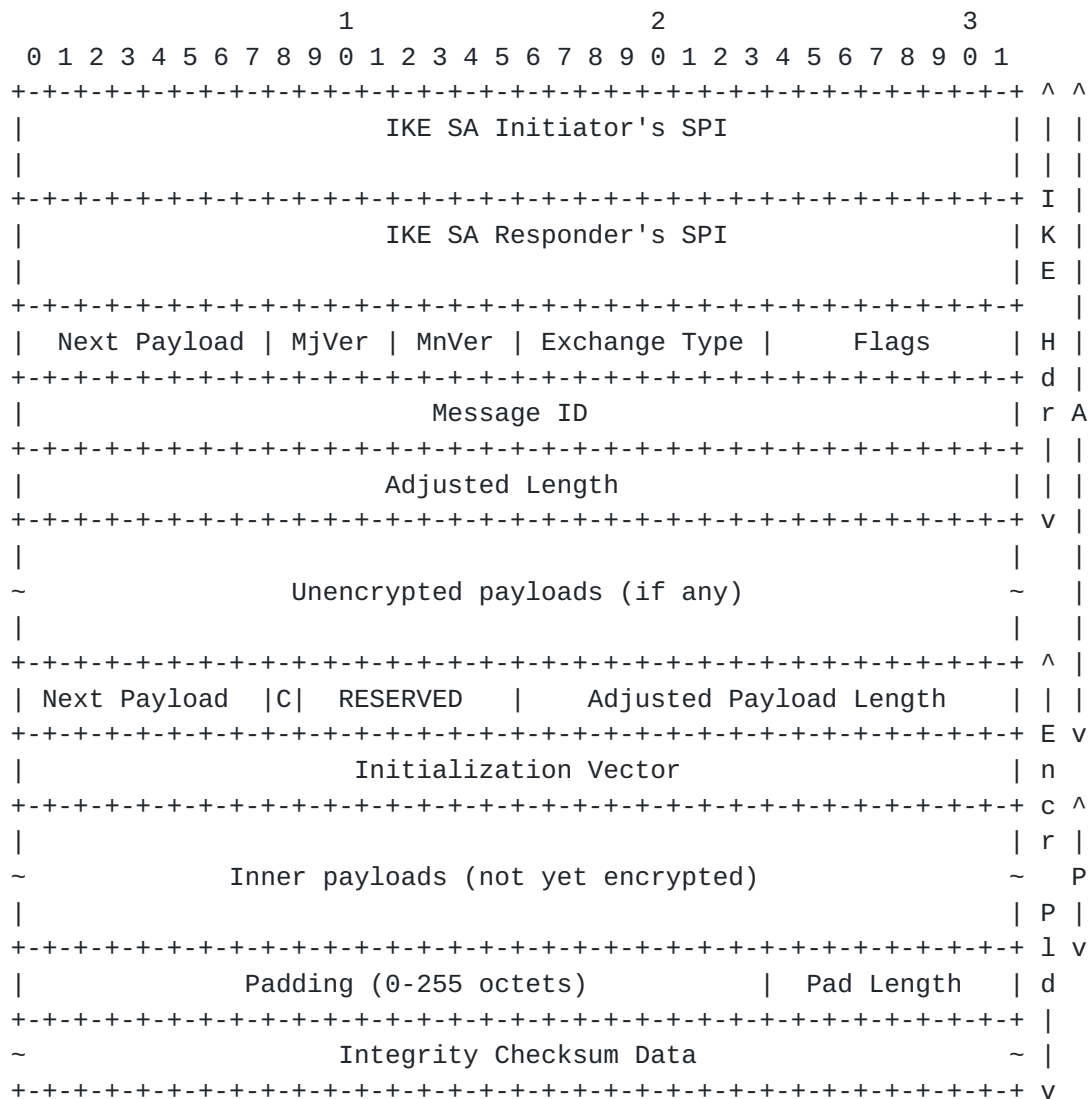 1                   2                   3
 0 1 2 3 4 5 6 7 8 9 0 1 2 3 4 5 6 7 8 9 0 1 2 3 4 5 6 7 8 9 0 1
+-+-+-+-+-+-+-+-+-+-+-+-+-+-+-+-+-+-+-+-+-+-+-+-+-+-+-+-+-+-+-+-+ ^ ^
|                       IKE SA Initiator's SPI                  | | |
|                                                               | | |
+-+-+-+-+-+-+-+-+-+-+-+-+-+-+-+-+-+-+-+-+-+-+-+-+-+-+-+-+-+-+-+-+ I |
|                       IKE SA Responder's SPI                  | K |
|                                                               | E |
+-+-+-+-+-+-+-+-+-+-+-+-+-+-+-+-+-+-+-+-+-+-+-+-+-+-+-+-+-+-+-+-+   |
|  Next Payload | MjVer | MnVer | Exchange Type |     Flags     | H |
+-+-+-+-+-+-+-+-+-+-+-+-+-+-+-+-+-+-+-+-+-+-+-+-+-+-+-+-+-+-+-+-+ d |
|                          Message ID                           | r A
+-+-+-+-+-+-+-+-+-+-+-+-+-+-+-+-+-+-+-+-+-+-+-+-+-+-+-+-+-+-+-+-+ | |
|                       Adjusted Length                         | | |
+-+-+-+-+-+-+-+-+-+-+-+-+-+-+-+-+-+-+-+-+-+-+-+-+-+-+-+-+-+-+-+-+ v |
|                                                               |   |
~                 Unencrypted payloads (if any)                 ~   |
|                                                               |   |
+-+-+-+-+-+-+-+-+-+-+-+-+-+-+-+-+-+-+-+-+-+-+-+-+-+-+-+-+-+-+-+-+ ^ |
| Next Payload  |C|  RESERVED   |    Adjusted Payload Length    | | |
+-+-+-+-+-+-+-+-+-+-+-+-+-+-+-+-+-+-+-+-+-+-+-+-+-+-+-+-+-+-+-+-+ E v
|                     Initialization Vector                     | n
+-+-+-+-+-+-+-+-+-+-+-+-+-+-+-+-+-+-+-+-+-+-+-+-+-+-+-+-+-+-+-+-+ c ^
|                                                               | r |
~             Inner payloads (not yet encrypted)                ~   P
|                                                               | P |
+-+-+-+-+-+-+-+-+-+-+-+-+-+-+-+-+-+-+-+-+-+-+-+-+-+-+-+-+-+-+-+-+ l v
|              Padding (0-255 octets)           |  Pad Length   | d
+-+-+-+-+-+-+-+-+-+-+-+-+-+-+-+-+-+-+-+-+-+-+-+-+-+-+-+-+-+-+-+-+ |
~                    Integrity Checksum Data                    ~ |
+-+-+-+-+-+-+-+-+-+-+-+-+-+-+-+-+-+-+-+-+-+-+-+-+-+-+-+-+-+-+-+-+ v